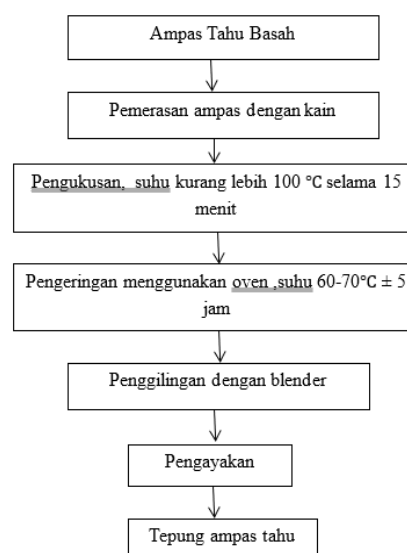 Ampas Tahu Basah
Pemerasan ampas dengan kain
Pengukusan, suhu kurang lebih 100 °C selama 15
menit
Pengeringan menggunakan oven ,suhu 60-70°C ± 5
jam
Penggilingan dengan blender
Pengayakan
Tepung ampas tahu